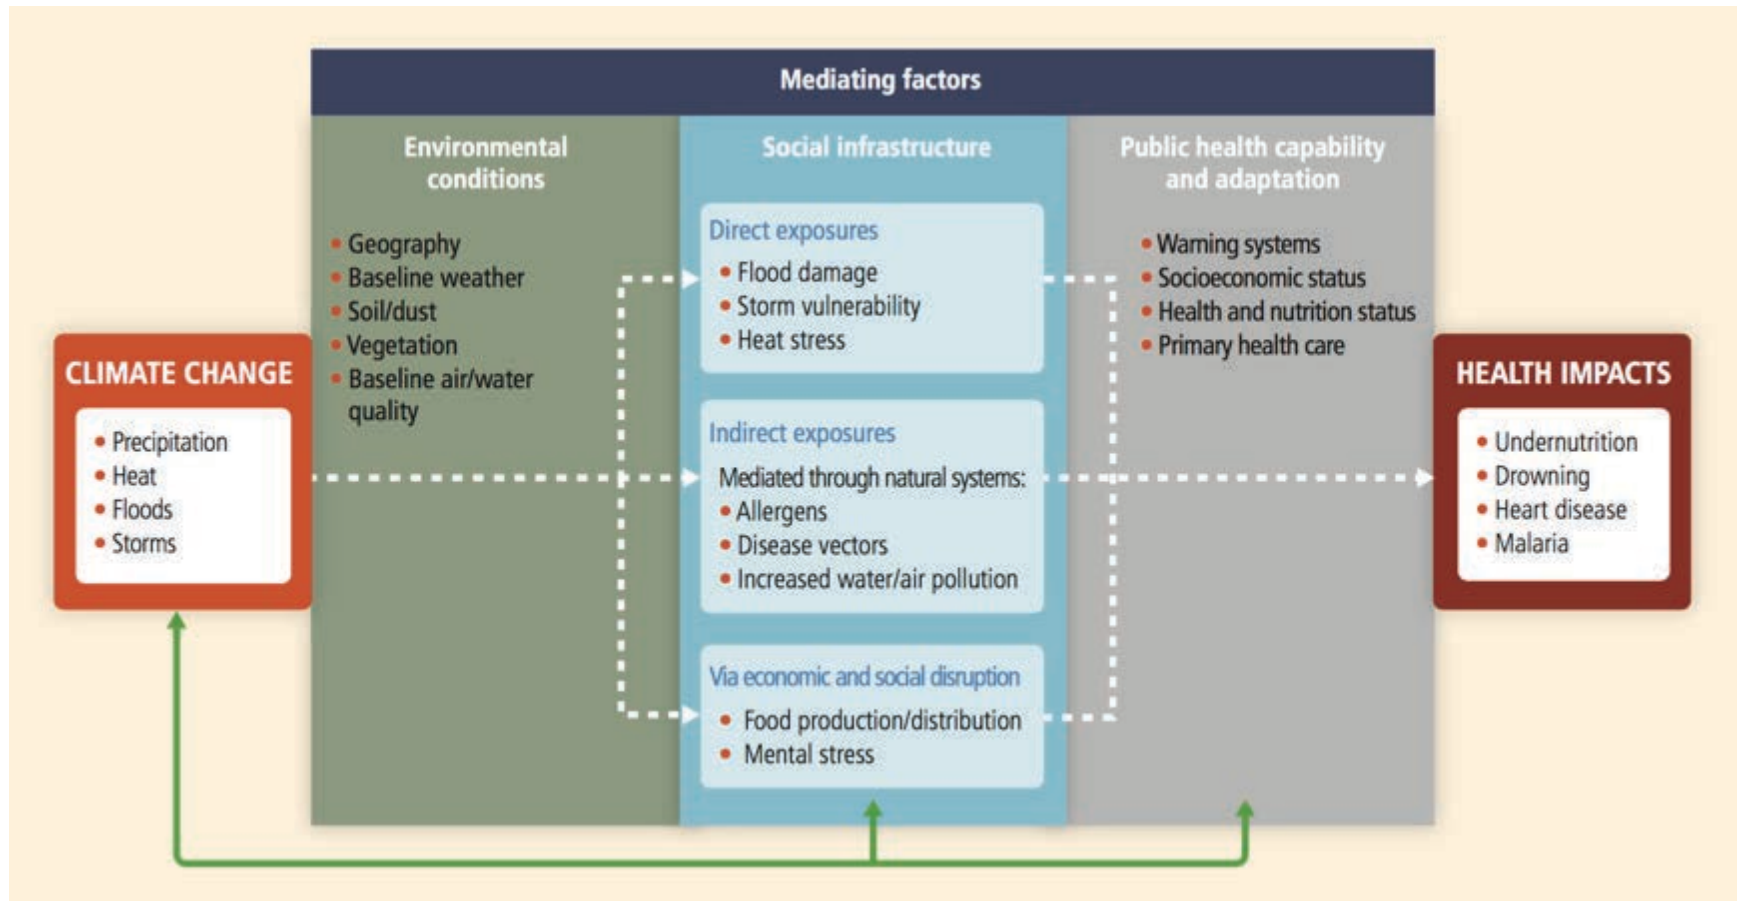 Mediating factors
Environmental
conditions
Social infrastructure
Public health capability
and adaptation
CLIMATE CHANGE
• Precipitation
• Heat
• Floods
• Storms
• Geography
• Baseline weather
• Soil/dust
• Vegetation
• Baseline air/water
quality
Direct exposures
• Flood damage
• Storm vulnerability
• Heat stress
Indirect exposures
Mediated through natural systems:
• Allergens
• Disease vectors
• Increased water/air pollution
Via economic and social disruption
• Food production/distribution
• Mental stress
• Warning systems
• Socioeconomic status
• Health and nutrition status
• Primary health care
HEALTH IMPACTS
• Undernutrition
• Drowning
• Heart disease
• Malaria